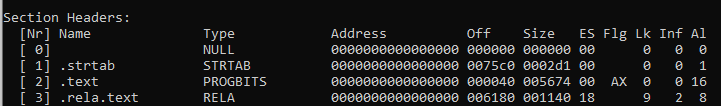 Section Headers:
[Nr] Name Type Address Off Size ES Flg Lk Inf Al
[ 0] NULL 0000000000000000 000000 000000 00 0 0 0
[ 1] .strtab STRTAB 0000000000000000 0075c0 0002d1 00 0 0 1
[ 2] .text PROGBITS 0000000000000000 000040 005674 00 AX 0 0 16
[ 3] .rela.text RELA 0000000000000000 006180 001140 18 9 2 8